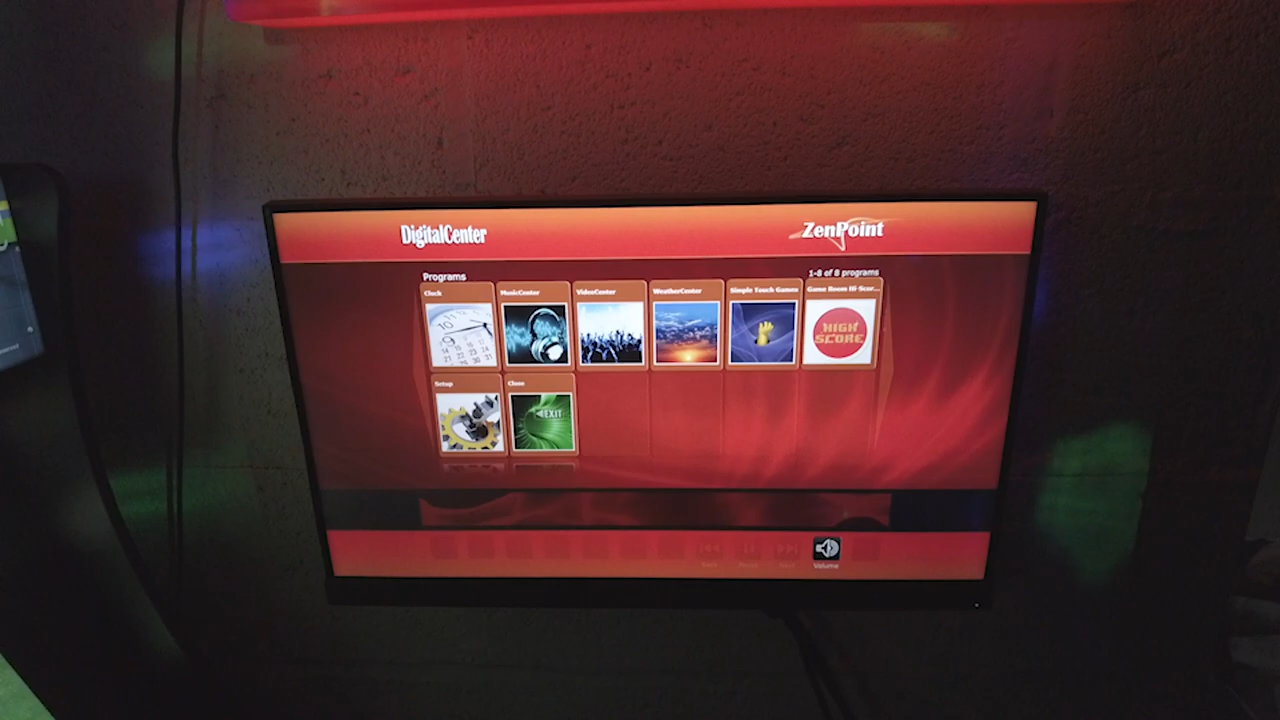 DigitalCenter
ZenPoint
Programs
1-8 of 8 programs
Clock
MusicCenter
VideoCenter
WeatherCenter
Simple Touch Games
Game Room Hi-Scor...
HIGH
SCORE
Setup
Close
EXIT
Volume